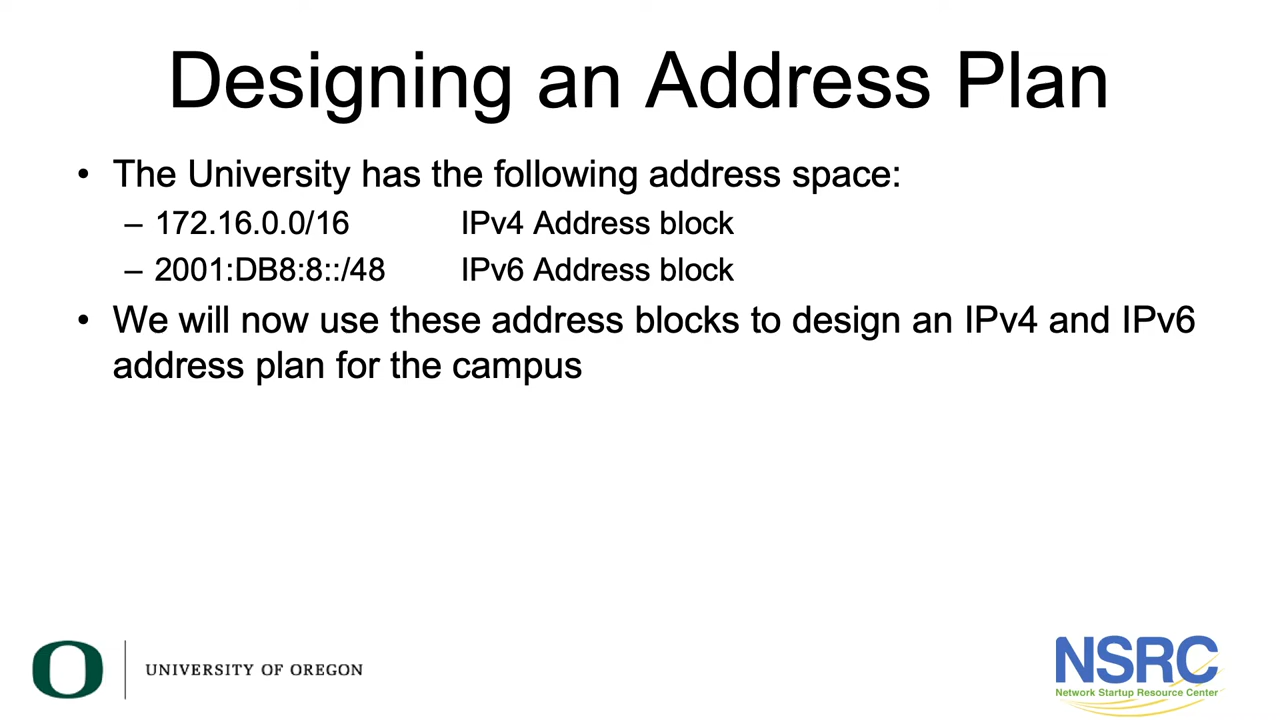 Designing an Address Plan
• The University has the following address space:
– 172.16.0.0/16 IPv4 Address block
– 2001:DB8:8::/48 IPv6 Address block
• We will now use these address blocks to design an IPv4 and IPv6
address plan for the campus
O UNIVERSITY OF OREGON
NSRC
Network Startup Resource Center